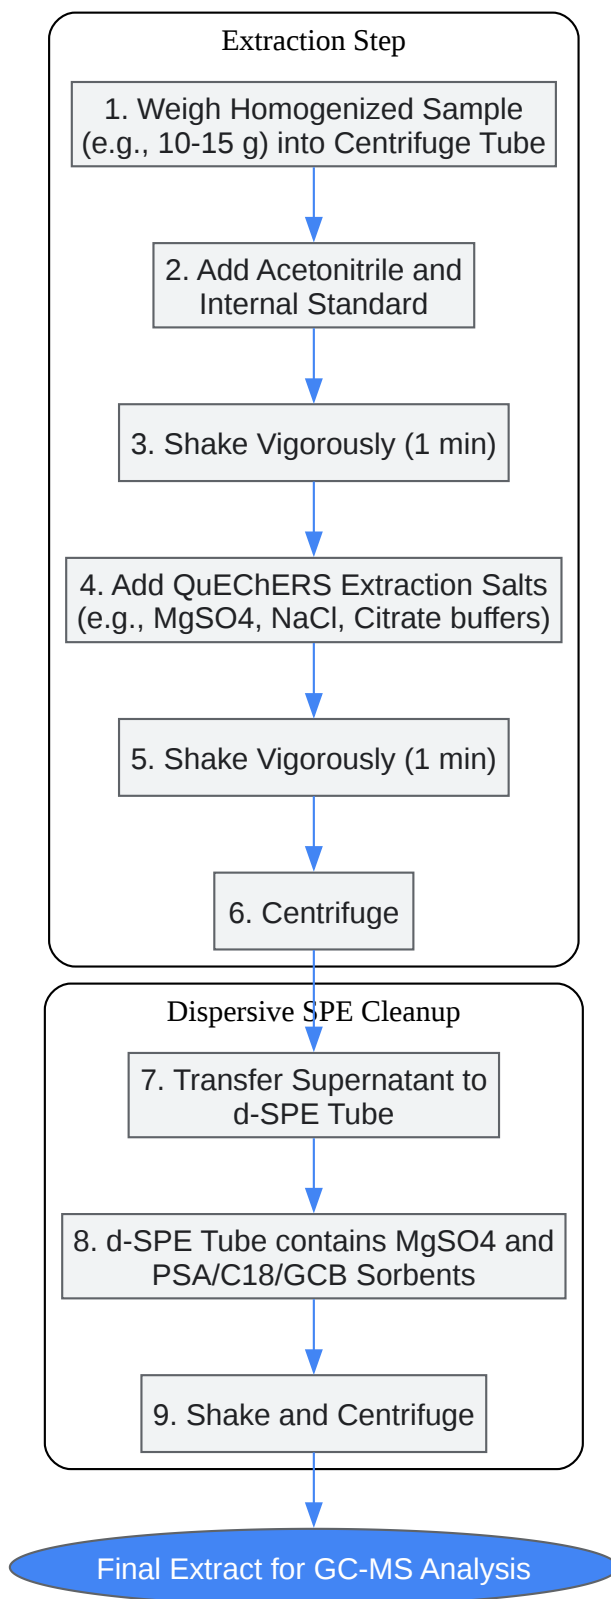 Extraction Step
1. Weigh Homogenized Sample
(e.g., 10-15 g) into Centrifuge Tube
2. Add Acetonitrile and
Internal Standard
3. Shake Vigorously (1 min)
4. Add QuEChERS Extraction Salts
(e.g., MgSO4, NaCl, Citrate buffers)
5. Shake Vigorously (1 min)
6. Centrifuge
Dispersive SPE Cleanup
7. Transfer Supernatant to
d-SPE Tube
8. d-SPE Tube contains MgSO4 and
PSA/C18/GCB Sorbents
9. Shake and Centrifuge
Final Extract for GC-MS Analysis